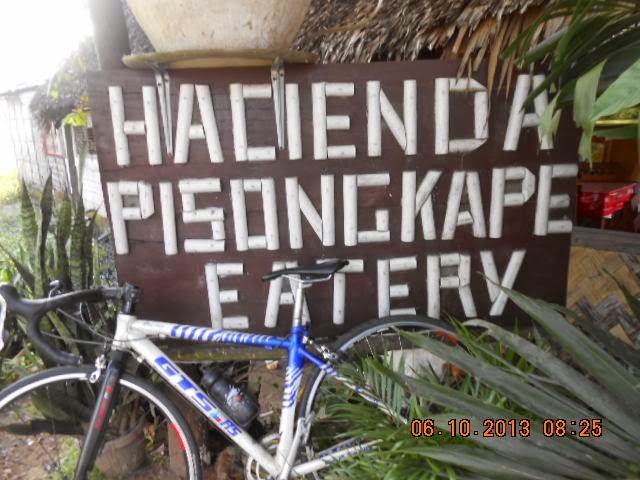 HACIENDA
PISONGKAPE
EATERY
GTS
06.10.2013 08:25